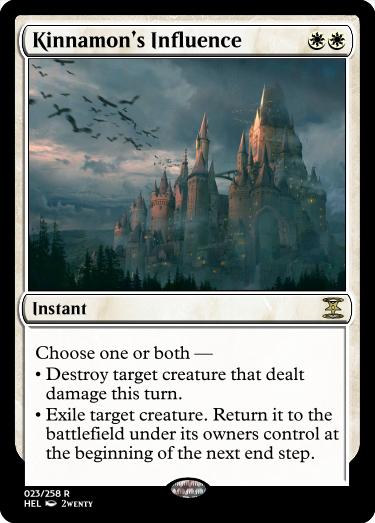 Kinnamon's Influence
Instant
Choose one or both —
• Destroy target creature that dealt
damage this turn.
• Exile target creature. Return it to the
battlefield under its owners control at
the beginning of the next end step.
023/258 R
HEL 2wenty